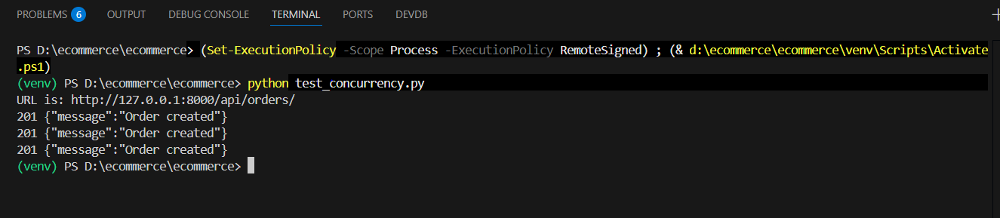 PROBLEMS 6 OUTPUT DEBUG CONSOLE TERMINAL PORTS DEVDB +
PS D:\ecommerce\ecommerce> (Set-ExecutionPolicy -Scope Process -ExecutionPolicy RemoteSigned) ; (& d:\ecommerce\ecommerce\venv\Scripts\Activate
.ps1)
(venv) PS D:\ecommerce\ecommerce> python test_concurrency.py
URL is: http://127.0.0.1:8000/api/orders/
201 {"message":"Order created"}
201 {"message":"Order created"}
201 {"message":"Order created"}
(venv) PS D:\ecommerce\ecommerce>